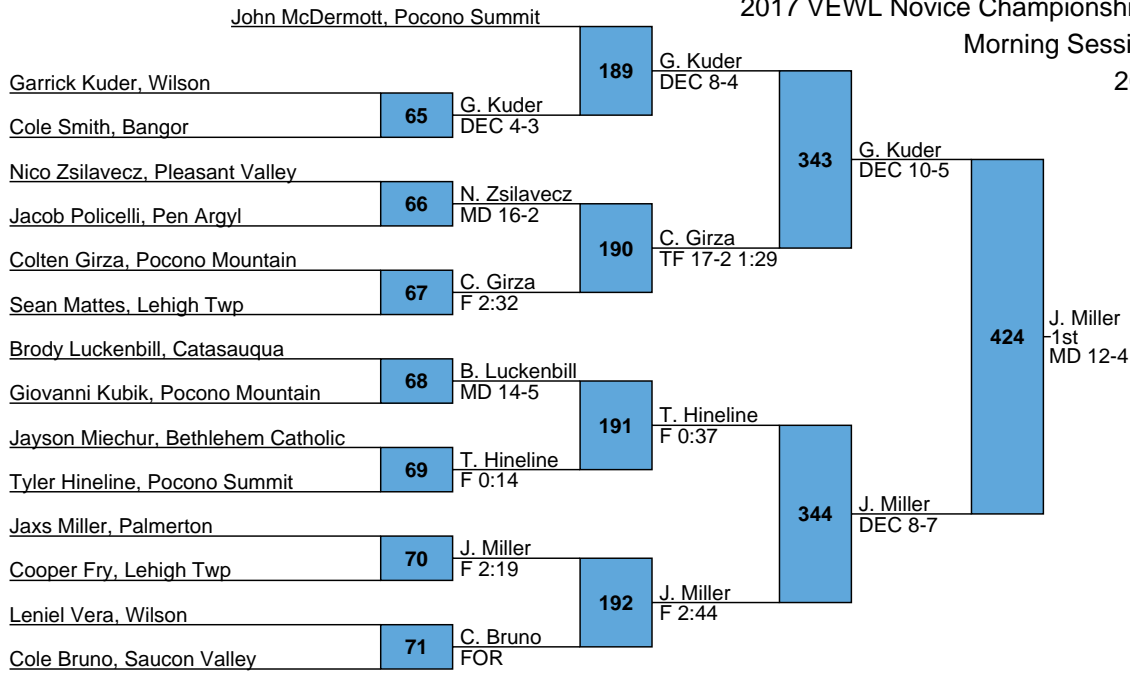 2017 VEWL Novice Championshi
Morning Sessi
John McDermott, Pocono Summit
189
G. Kuder
DEC 8-4
Garrick Kuder, Wilson
65
G. Kuder
DEC 4-3
Cole Smith, Bangor
343
G. Kuder
DEC 10-5
Nico Zsilavecz, Pleasant Valley
66
N. Zsilavecz
MD 16-2
Jacob Policelli, Pen Argyl
190
C. Girza
TF 17-2 1:29
Colten Girza, Pocono Mountain
67
C. Girza
F 2:32
Sean Mattes, Lehigh Twp
424
J. Miller
1st
MD 12-4
Brody Luckenbill, Catasauqua
68
B. Luckenbill
MD 14-5
Giovanni Kubik, Pocono Mountain
191
T. Hineline
F 0:37
Jayson Miechur, Bethlehem Catholic
69
T. Hineline
F 0:14
Tyler Hineline, Pocono Summit
344
J. Miller
DEC 8-7
Jaxs Miller, Palmerton
70
J. Miller
F 2:19
Cooper Fry, Lehigh Twp
192
J. Miller
F 2:44
Leniel Vera, Wilson
71
C. Bruno
FOR
Cole Bruno, Saucon Valley